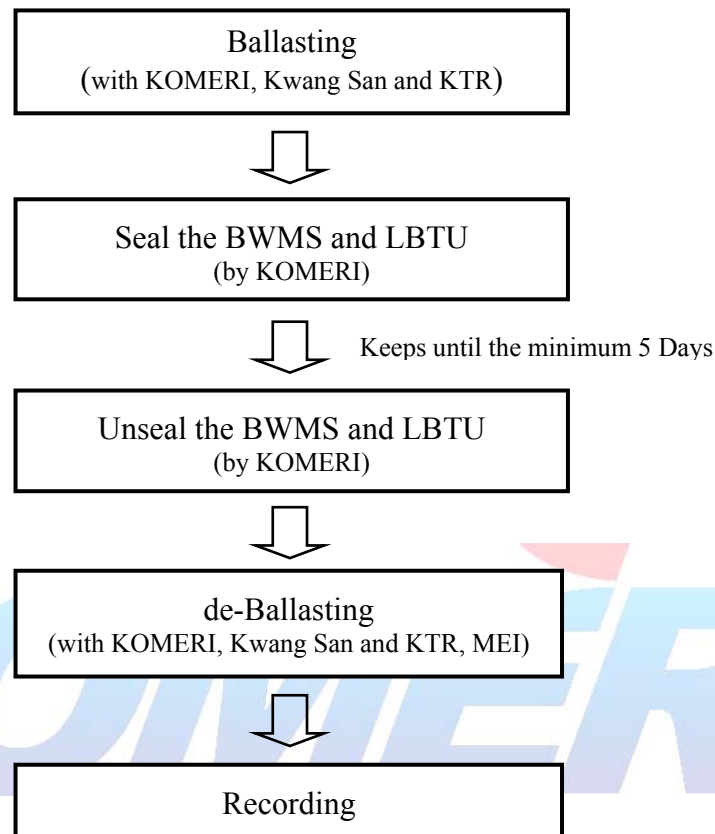 Ballasting
(with KOMERI, Kwang San and KTR)
Seal the BWMS and LBTU
(by KOMERI)
Keeps until the minimum 5 Days
Unseal the BWMS and LBTU
(by KOMERI)
de-Ballasting
(with KOMERI, Kwang San and KTR, MEI)
Recording